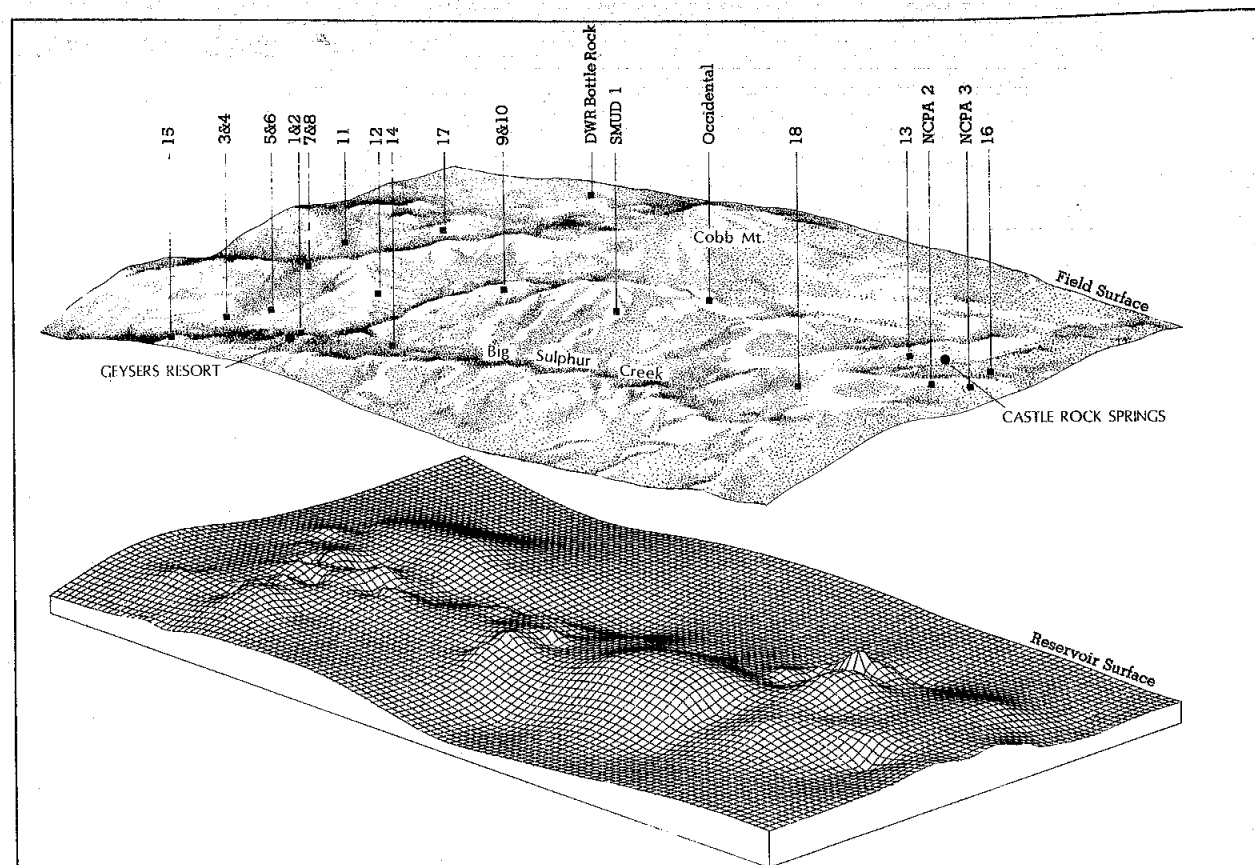 15
3&4
5&6
1&2
7&8
11
12
14
17
9&10
DWR Bottle Rock
SMUD 1
Occidental
18
13
NCPA 2
NCPA 3
16
Cobb Mt.
Field Surface
Big Sulphur Creek
GEYSERS RESORT
CASTLE ROCK SPRINGS
Reservoir Surface